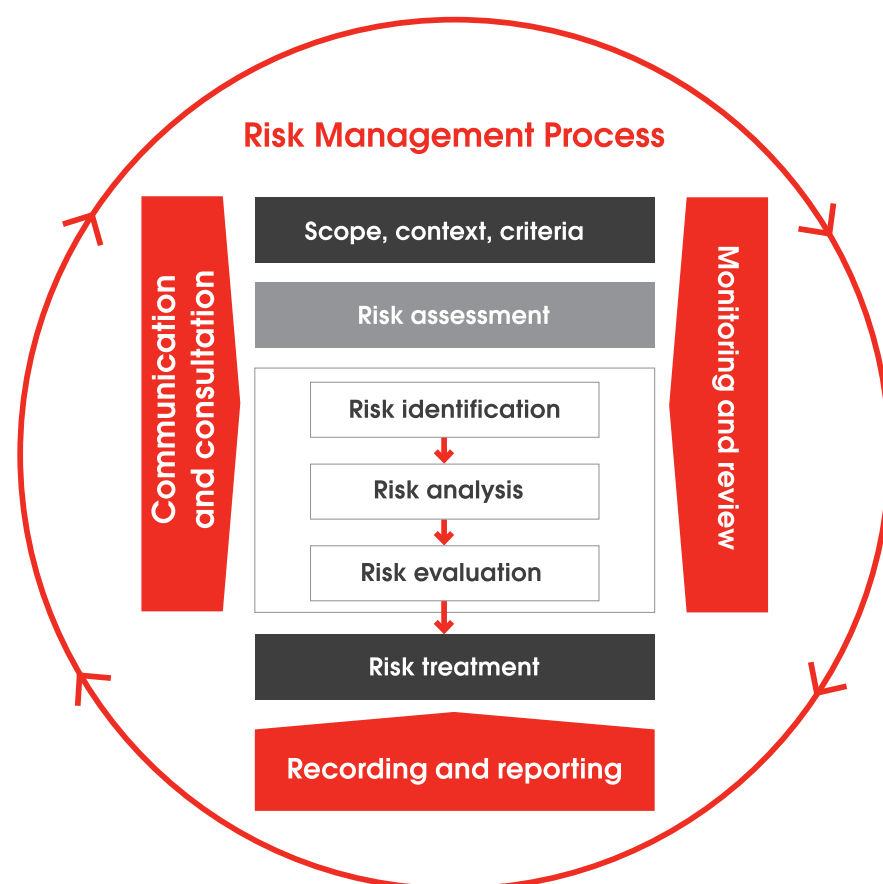 Risk Management Process
Communication
and consultation
Scope, context, criteria
Risk assessment
Risk identification
Risk analysis
Risk evaluation
Risk treatment
Monitoring and review
Recording and reporting